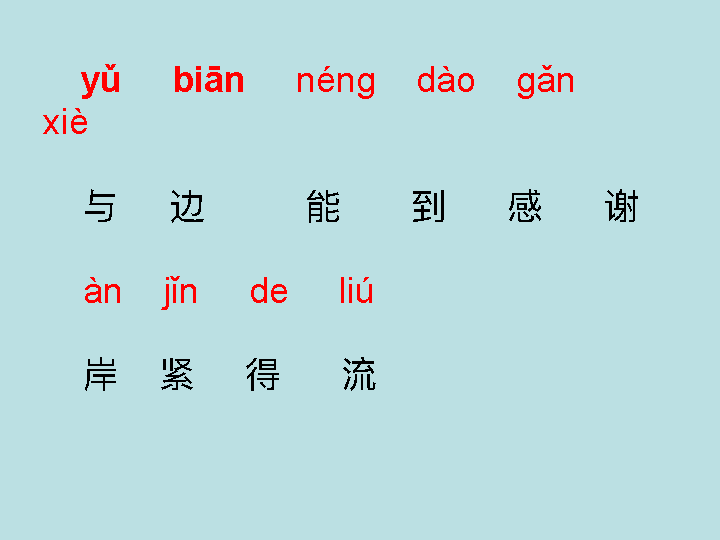 yǔ biān néng dào gǎn
xiè
与 边 能 到 感 谢
àn jǐn de liú
岸 紧 得 流